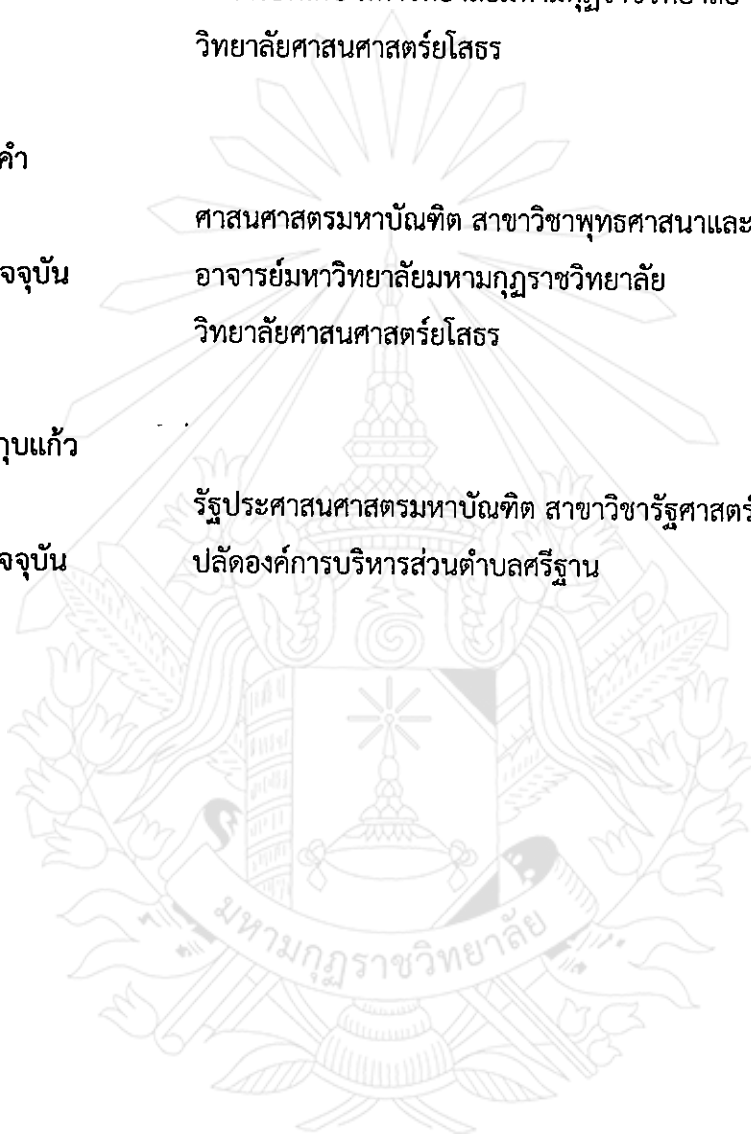 วิทยาลัยศาสนศาสตร์ยโสธร
คำ
ศาสนศาสตรมหาบัณฑิต สาขาวิชาพุทธศาสนาและ
จจุบัน อาจารย์มหาวิทยาลัยมหามกุฏราชวิทยาลัย
วิทยาลัยศาสนศาสตร์ยโสธร
กุบแก้ว
รัฐประศาสนศาสตรมหาบัณฑิต สาขาวิชารัฐศาสตร์
จจุบัน ปลัดองค์การบริหารส่วนตำบลศรีฐาน
มหามกุฏราชวิทยาลัย